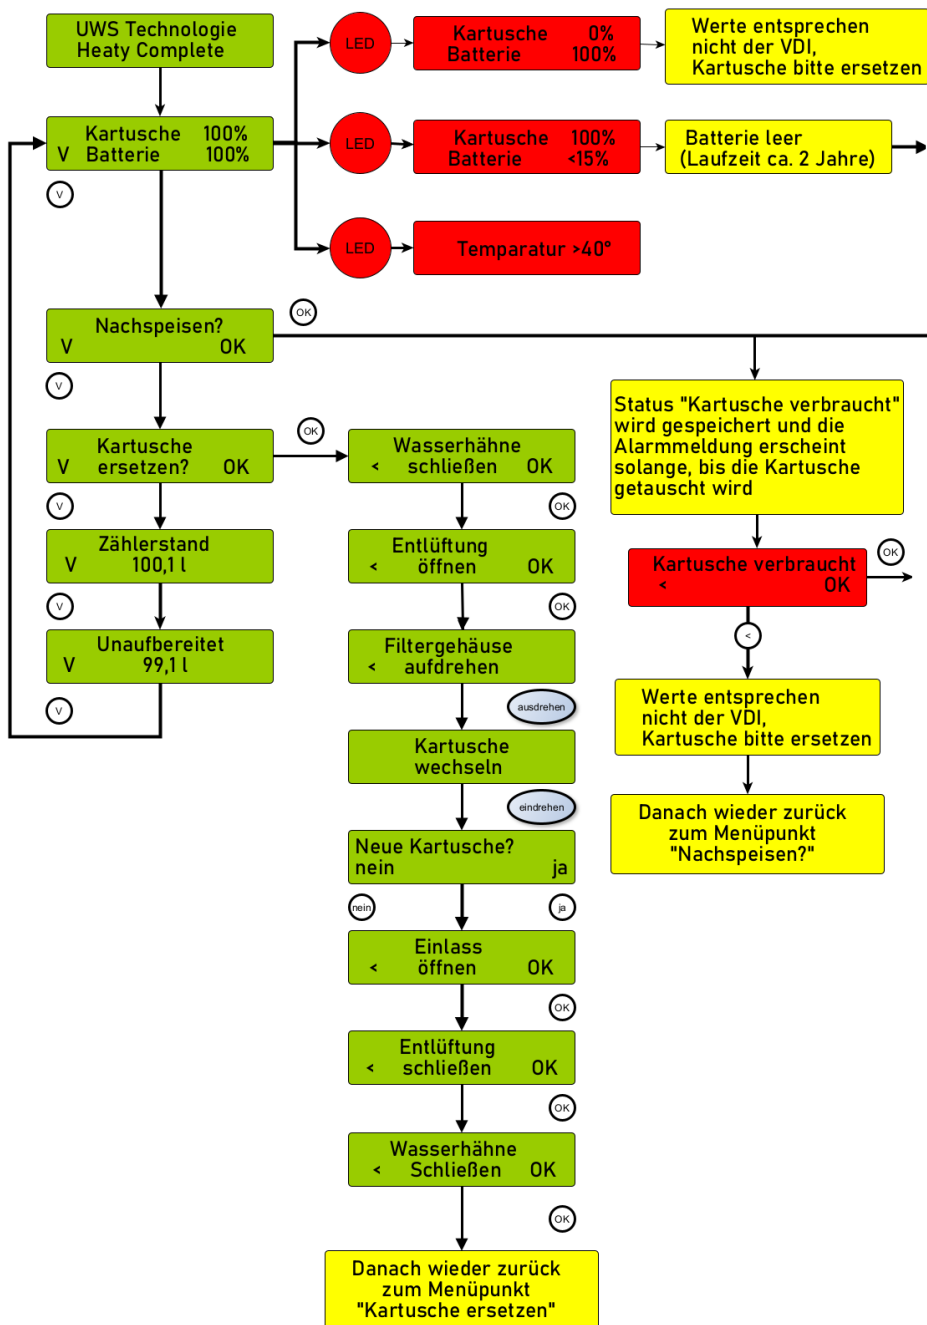 UWS Technologie
Heaty Complete
LED
Kartusche 0%
Batterie 100%
Werte entsprechen
nicht der VDI,
Kartusche bitte ersetzen
Kartusche 100%
V Batterie 100%
V
LED
Kartusche 100%
Batterie <15%
Batterie leer
(Laufzeit ca. 2 Jahre)
LED
Temparatur >40°
Nachspeisen?
V OK
OK
V
Kartusche
V ersetzen? OK
OK
V
Zählerstand
V 100,1 l
V
Unaufbereitet
V 99,1 l
V
Wasserhähne
< schließen OK
OK
Entlüftung
< öffnen OK
OK
Filtergehäuse
< aufdrehen
ausdrehen
Kartusche
wechseln
eindrehen
Neue Kartusche?
nein ja
nein
ja
Einlass
< öffnen OK
OK
Entlüftung
< schließen OK
OK
Wasserhähne
< Schließen OK
OK
Danach wieder zurück
zum Menüpunkt
"Kartusche ersetzen"
Status "Kartusche verbraucht"
wird gespeichert und die
Alarmmeldung erscheint
solange, bis die Kartusche
getauscht wird
Kartusche verbraucht
< OK
OK
<
Werte entsprechen
nicht der VDI,
Kartusche bitte ersetzen
Danach wieder zurück
zum Menüpunkt
"Nachspeisen?"